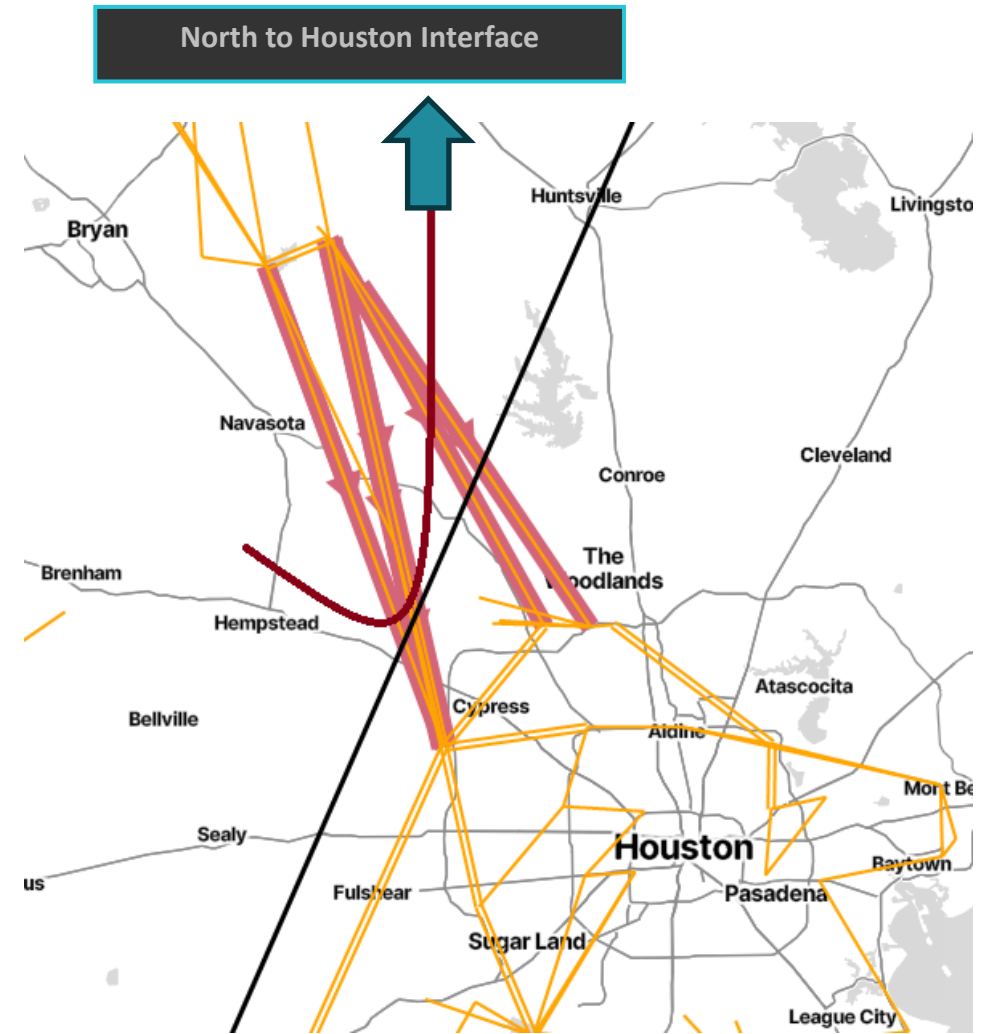 North to Houston Interface
Huntsville
Livingsto
Bryan
Navasota
Cleveland
Conroe
The
Woodlands
Brenham
Hempstead
Atascocita
Cypress
Bellville
Aldine
Mont Be
Sealy
Houston
Baytown
us
Fulshear
Pasadena
Sugar Land
League City